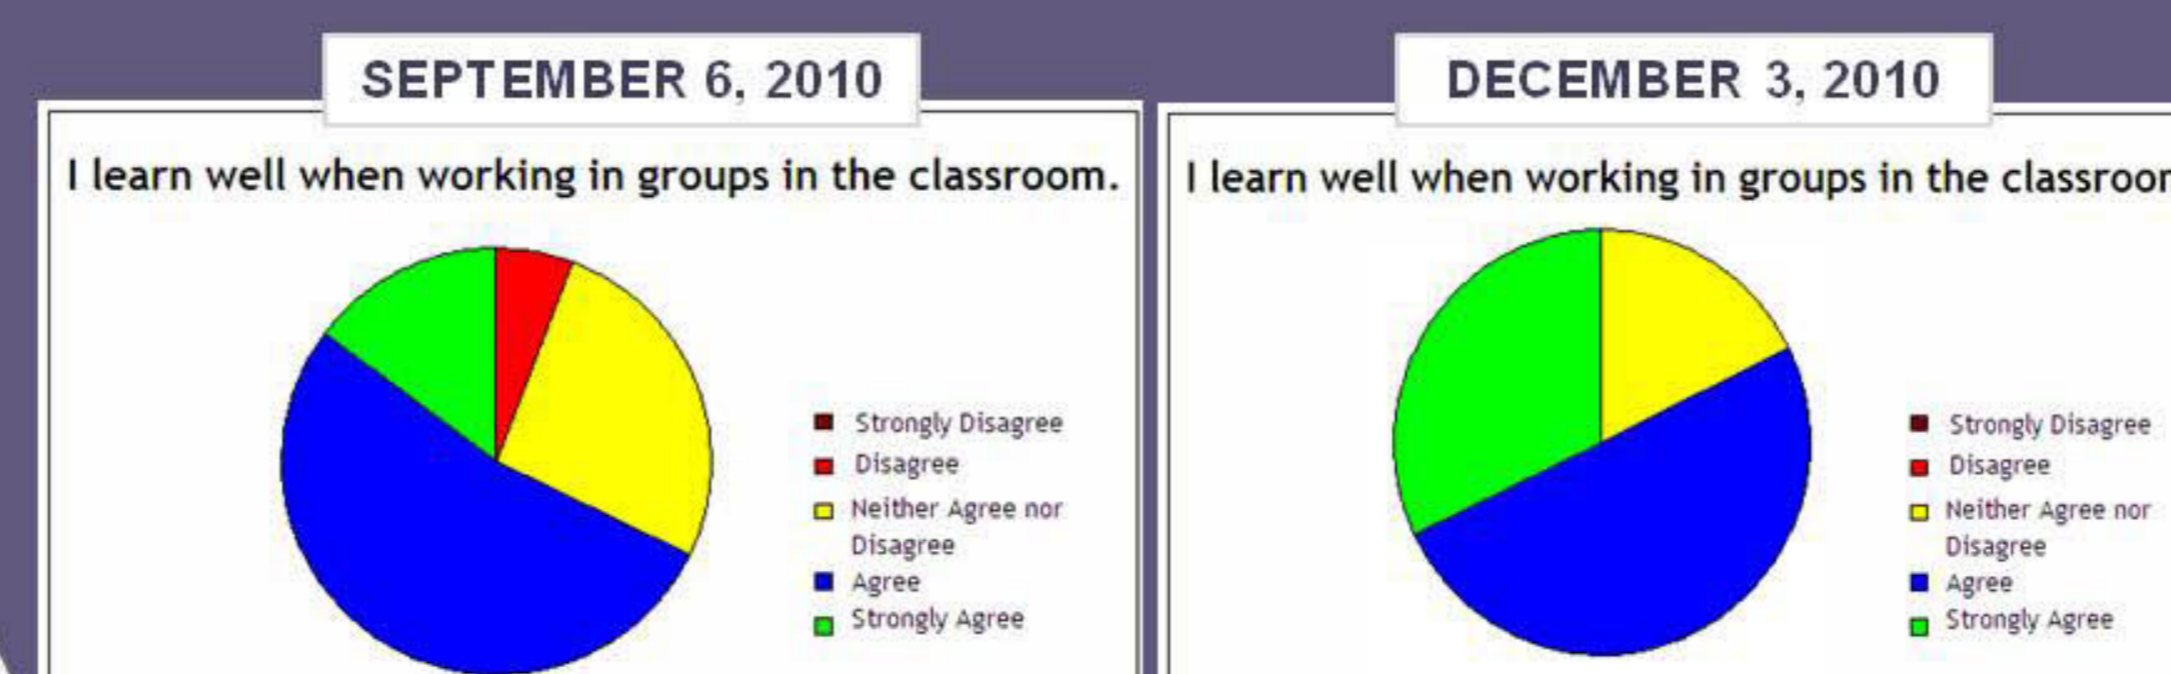 SEPTEMBER 6, 2010
I learn well when working in groups in the classroom.
Strongly Disagree
Disagree
Neither Agree nor
Disagree
Agree
Strongly Agree
DECEMBER 3, 2010
I learn well when working in groups in the classroo
Strongly Disagree
Disagree
Neither Agree nor
Disagree
Agree
Strongly Agree